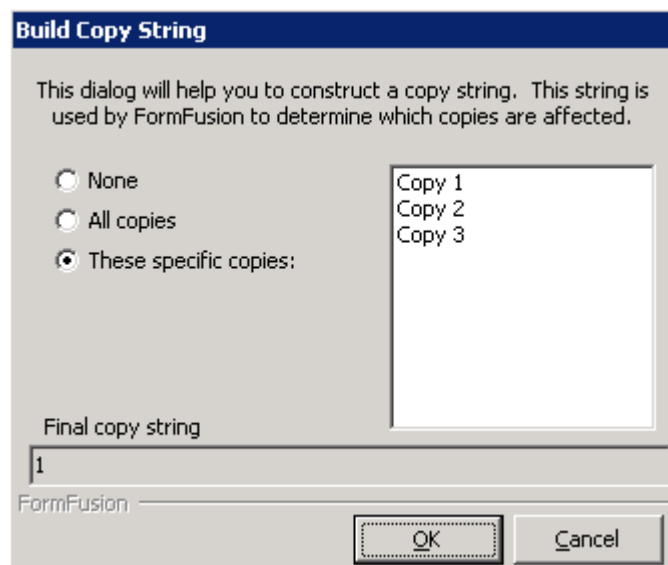 Build Copy String
This dialog will help you to construct a copy string.  This string is
used by FormFusion to determine which copies are affected.
None
All copies
These specific copies:
Copy 1
Copy 2
Copy 3
Final copy string
1
FormFusion
OK
Cancel